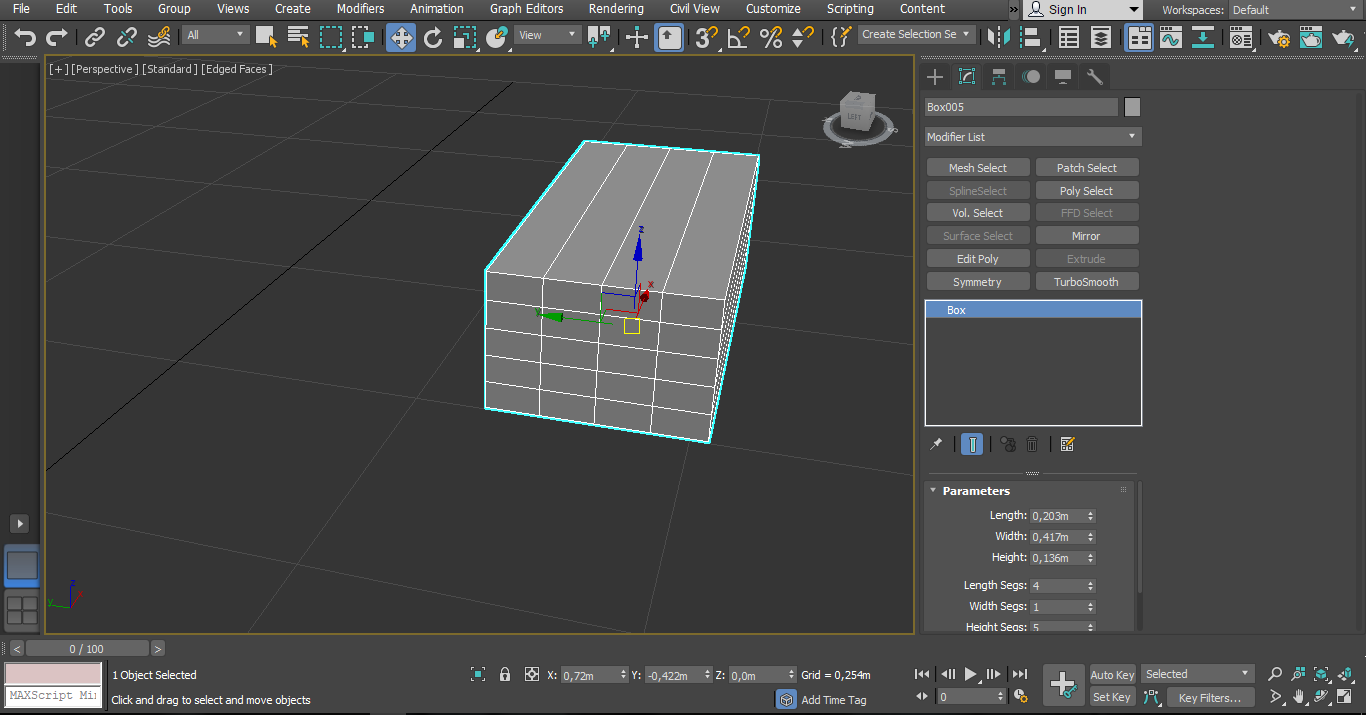 File Edit Tools Group Views Create Modifiers Animation Graph Editors Rendering Civil View Customize Scripting Content » Sign In Workspaces: Default
All View 3 Create Selection Se
[+] [Perspective] [Standard] [Edged Faces]
LEFT
Box005
Modifier List
Mesh Select Patch Select
SplineSelect Poly Select
Vol. Select FFD Select
Surface Select Mirror
Edit Poly Extrude
Symmetry TurboSmooth
Box
z
x
y
Parameters
Length: 0,203m
Width: 0,417m
Height: 0,136m
Length Segs: 4
Width Segs: 1
Height Segs: 5
z
y
< 0 / 100 >
1 Object Selected X: 0,72m Y: -0,422m Z: 0,0m Grid = 0,254m Auto Key Selected
MAXScript Mi
Click and drag to select and move objects Add Time Tag 0 Set Key Key Filters...